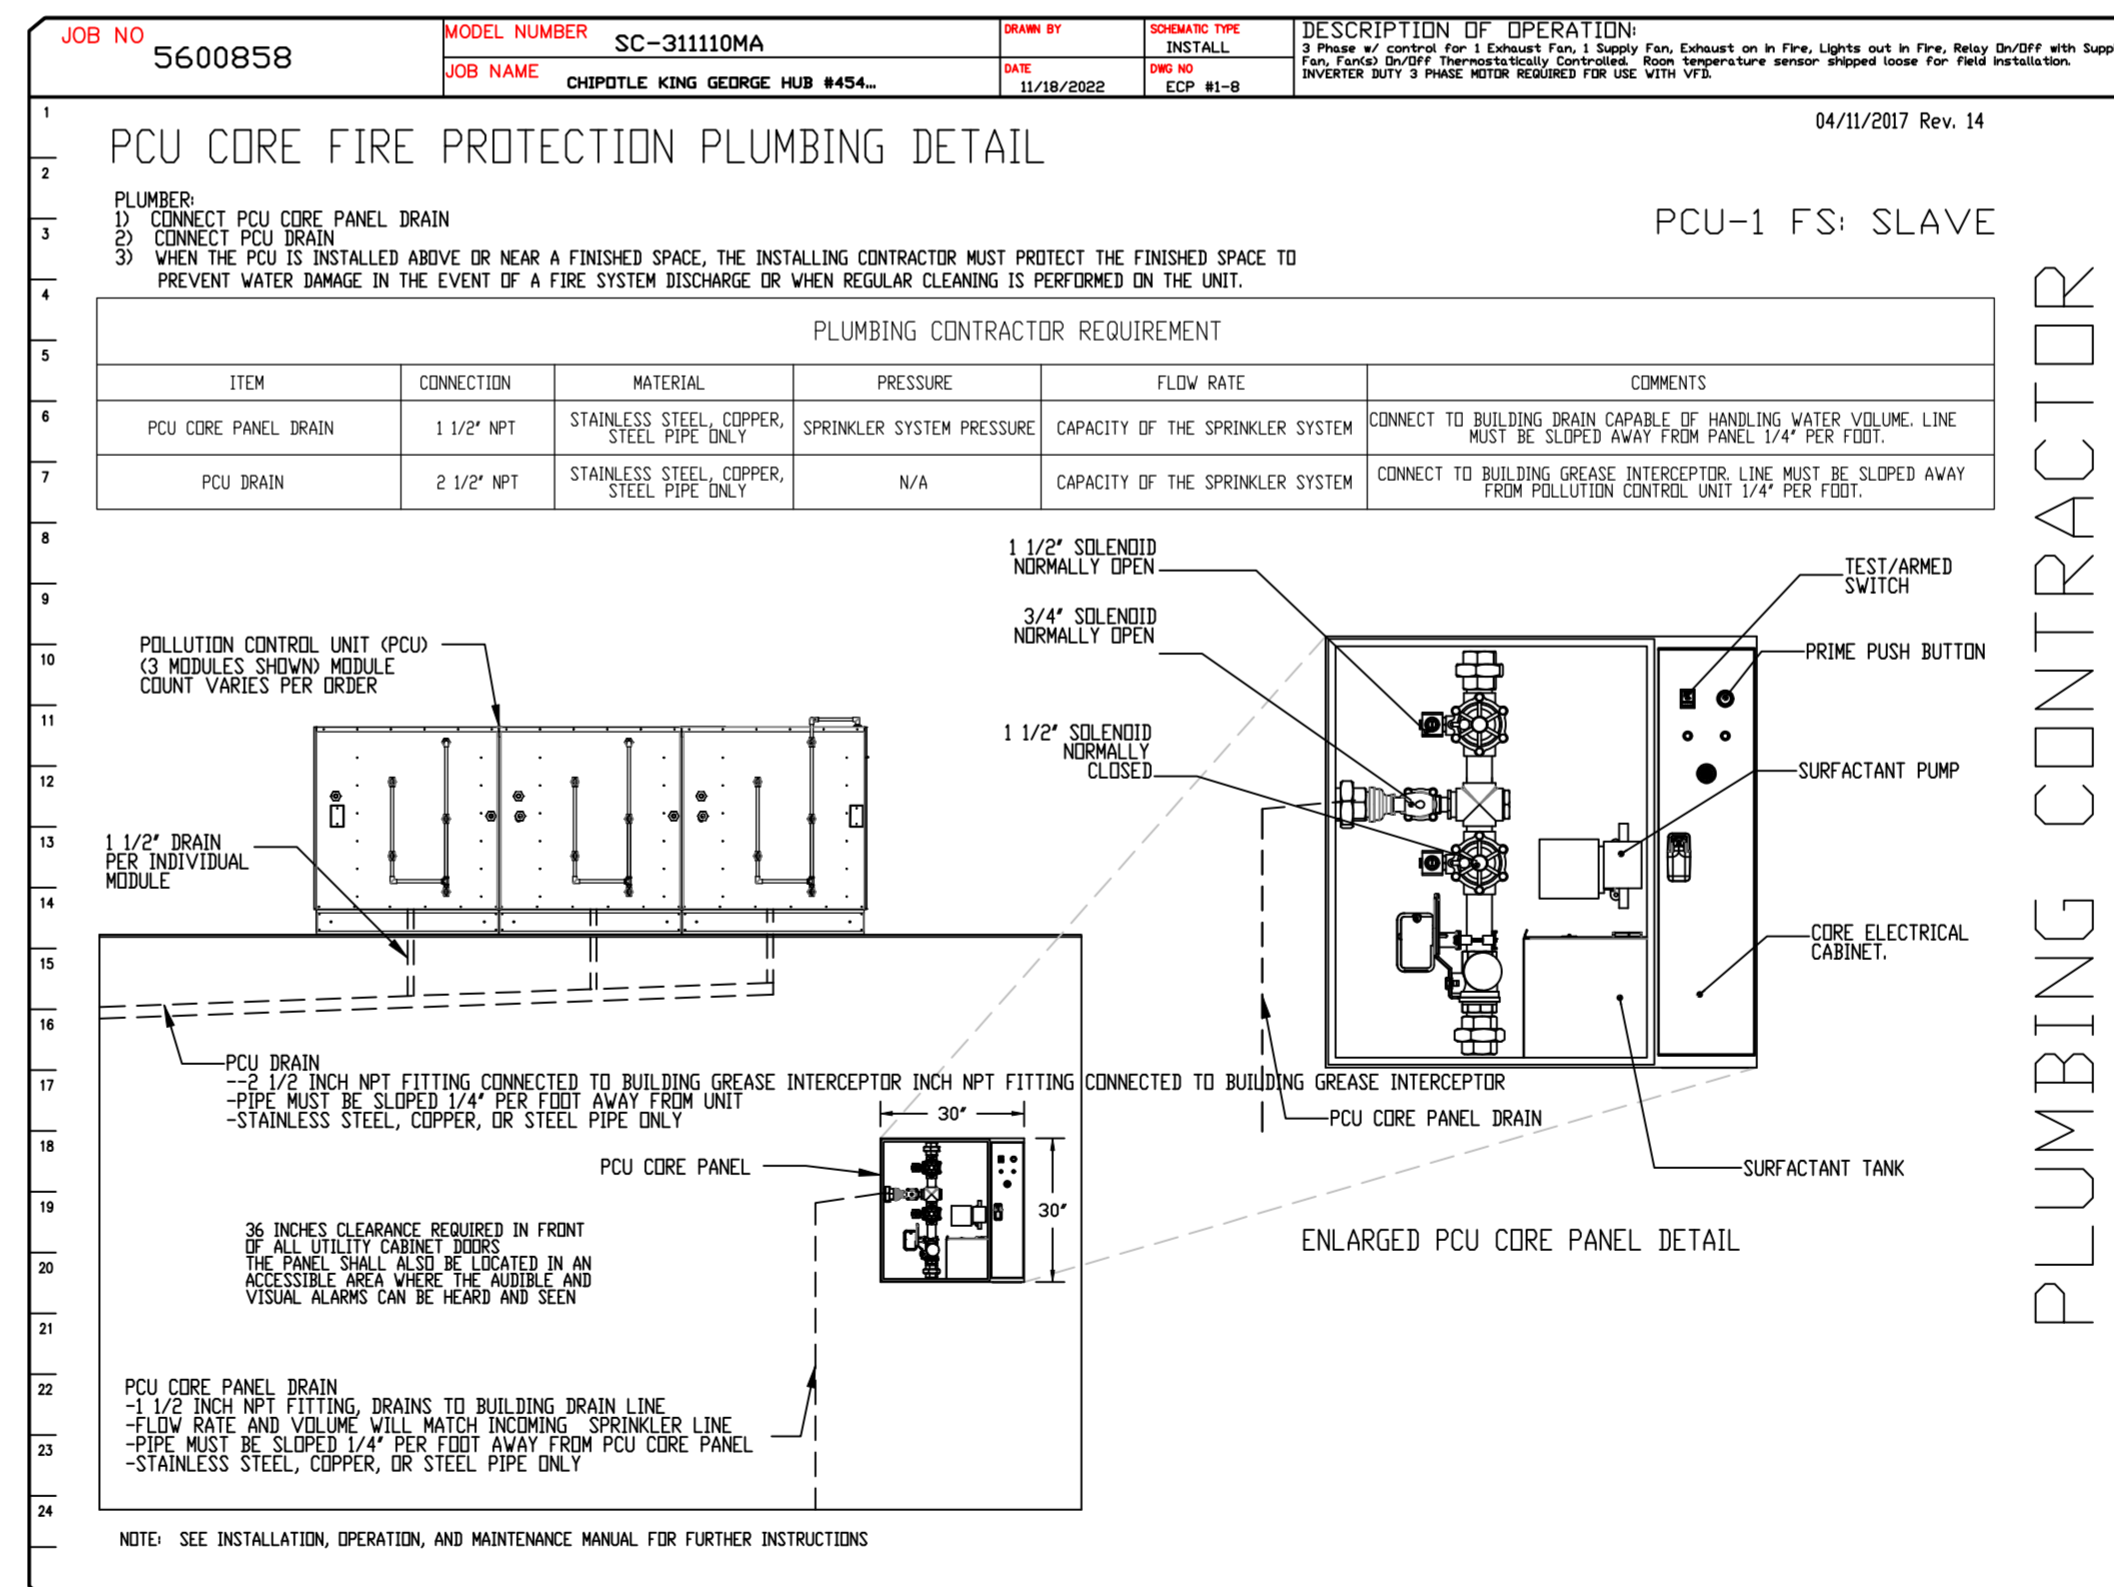 JOB NO
5600858
MODEL NUMBER
SC-311110MA
JOB NAME
CHIPOTLE KING GEORGE HUB #454...
DRAWN BY
DATE
11/18/2022
SCHEMATIC TYPE
INSTALL
DWG NO
ECP #1-8
DESCRIPTION OF OPERATION:
3 Phase w/ control for 1 Exhaust Fan, 1 Supply Fan, Exhaust on in Fire, Lights out in Fire, Relay On/Off with Supp
Fan, Fan(s) On/Off Thermostatically Controlled. Room temperature sensor shipped loose for field installation.
INVERTER DUTY 3 PHASE MOTOR REQUIRED FOR USE WITH VFD.
1
2
3
4
5
6
7
8
9
10
11
12
13
14
15
16
17
18
19
20
21
22
23
24
04/11/2017 Rev. 14
PCU CORE FIRE PROTECTION PLUMBING DETAIL
PCU-1 FS: SLAVE
PLUMBER:
1) CONNECT PCU CORE PANEL DRAIN
2) CONNECT PCU DRAIN
3) WHEN THE PCU IS INSTALLED ABOVE OR NEAR A FINISHED SPACE, THE INSTALLING CONTRACTOR MUST PROTECT THE FINISHED SPACE TO
PREVENT WATER DAMAGE IN THE EVENT OF A FIRE SYSTEM DISCHARGE OR WHEN REGULAR CLEANING IS PERFORMED ON THE UNIT.
PLUMBING CONTRACTOR REQUIREMENT
ITEM CONNECTION MATERIAL PRESSURE FLOW RATE COMMENTS
PCU CORE PANEL DRAIN
1 1/2" NPT
STAINLESS STEEL, COPPER,
STEEL PIPE ONLY
SPRINKLER SYSTEM PRESSURE
CAPACITY OF THE SPRINKLER SYSTEM
CONNECT TO BUILDING DRAIN CAPABLE OF HANDLING WATER VOLUME. LINE
MUST BE SLOPED AWAY FROM PANEL 1/4" PER FOOT.
PCU DRAIN
2 1/2" NPT
STAINLESS STEEL, COPPER,
STEEL PIPE ONLY
N/A
CAPACITY OF THE SPRINKLER SYSTEM
CONNECT TO BUILDING GREASE INTERCEPTOR. LINE MUST BE SLOPED AWAY
FROM POLLUTION CONTROL UNIT 1/4" PER FOOT.
POLLUTION CONTROL UNIT (PCU)
(3 MODULES SHOWN) MODULE
COUNT VARIES PER ORDER
1 1/2" DRAIN
PER INDIVIDUAL
MODULE
1 1/2" SOLENOID
NORMALLY OPEN
3/4" SOLENOID
NORMALLY OPEN
1 1/2" SOLENOID
NORMALLY
CLOSED
TEST/ARMED
SWITCH
PRIME PUSH BUTTON
SURFACTANT PUMP
CORE ELECTRICAL
CABINET.
PCU DRAIN
--2 1/2 INCH NPT FITTING CONNECTED TO BUILDING GREASE INTERCEPTOR INCH NPT FITTING CONNECTED TO BUILDING GREASE INTERCEPTOR
-PIPE MUST BE SLOPED 1/4" PER FOOT AWAY FROM UNIT
-STAINLESS STEEL, COPPER, OR STEEL PIPE ONLY
30"
PCU CORE PANEL DRAIN
PCU CORE PANEL
SURFACTANT TANK
30"
36 INCHES CLEARANCE REQUIRED IN FRONT
OF ALL UTILITY CABINET DOORS
THE PANEL SHALL ALSO BE LOCATED IN AN
ACCESSIBLE AREA WHERE THE AUDIBLE AND
VISUAL ALARMS CAN BE HEARD AND SEEN
ENLARGED PCU CORE PANEL DETAIL
PCU CORE PANEL DRAIN
-1 1/2 INCH NPT FITTING, DRAINS TO BUILDING DRAIN LINE
-FLOW RATE AND VOLUME WILL MATCH INCOMING SPRINKLER LINE
-PIPE MUST BE SLOPED 1/4" PER FOOT AWAY FROM PCU CORE PANEL
-STAINLESS STEEL, COPPER, OR STEEL PIPE ONLY
NOTE: SEE INSTALLATION, OPERATION, AND MAINTENANCE MANUAL FOR FURTHER INSTRUCTIONS
PLUMBING CONTRACTOR